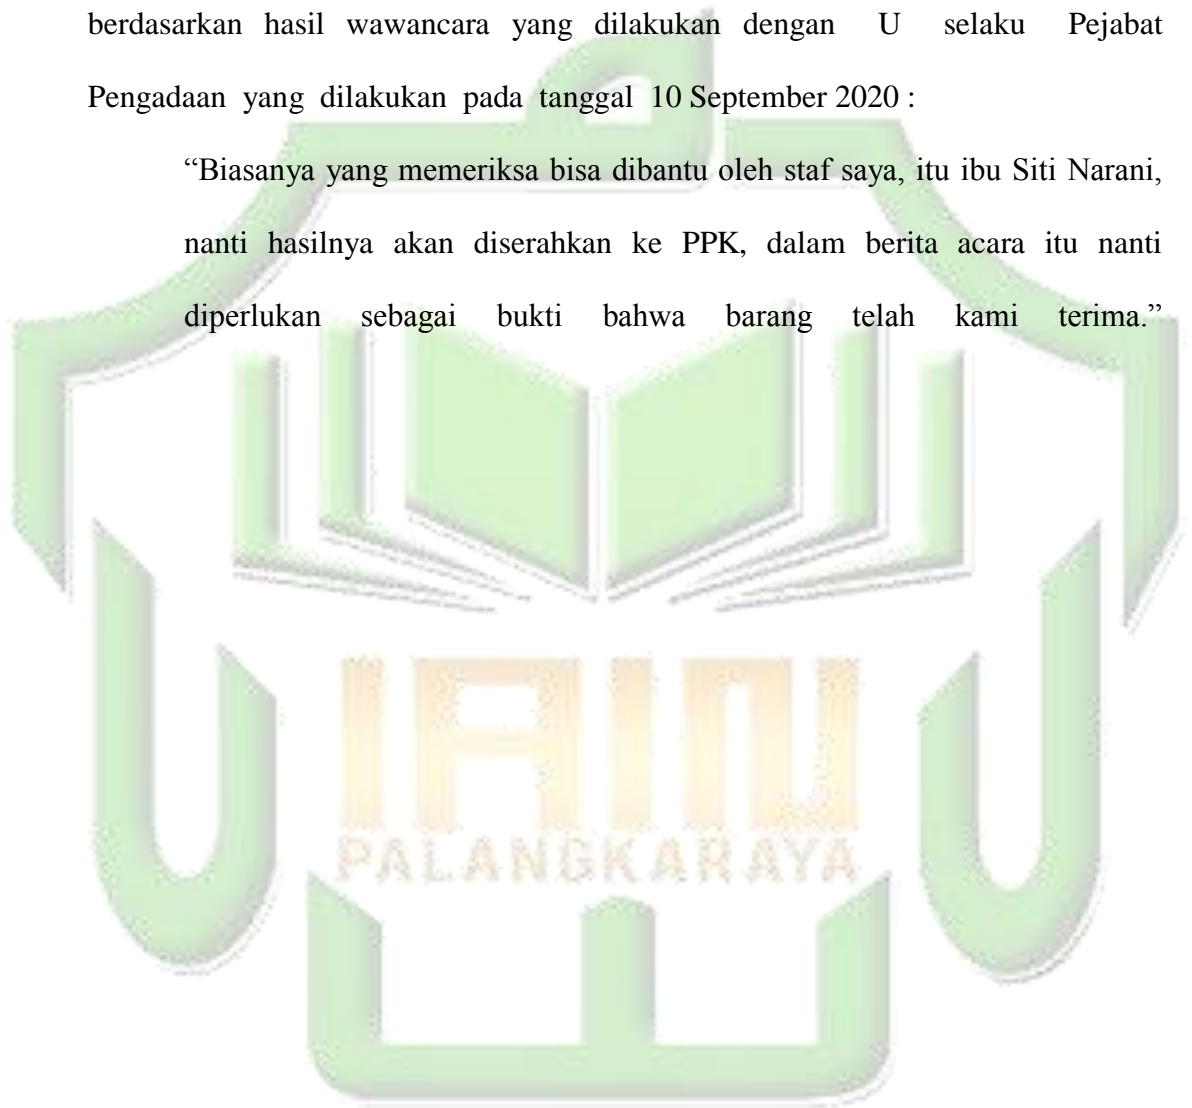 berdasarkan hasil wawancara yang dilakukan dengan U selaku Pejabat
Pengadaan yang dilakukan pada tanggal 10 September 2020 :
“Biasanya yang memeriksa bisa dibantu oleh staf saya, itu ibu Siti Narani,
nanti hasilnya akan diserahkan ke PPK, dalam berita acara itu nanti
diperlukan sebagai bukti bahwa barang telah kami terima.”
IAIN
PALANGKARAYA